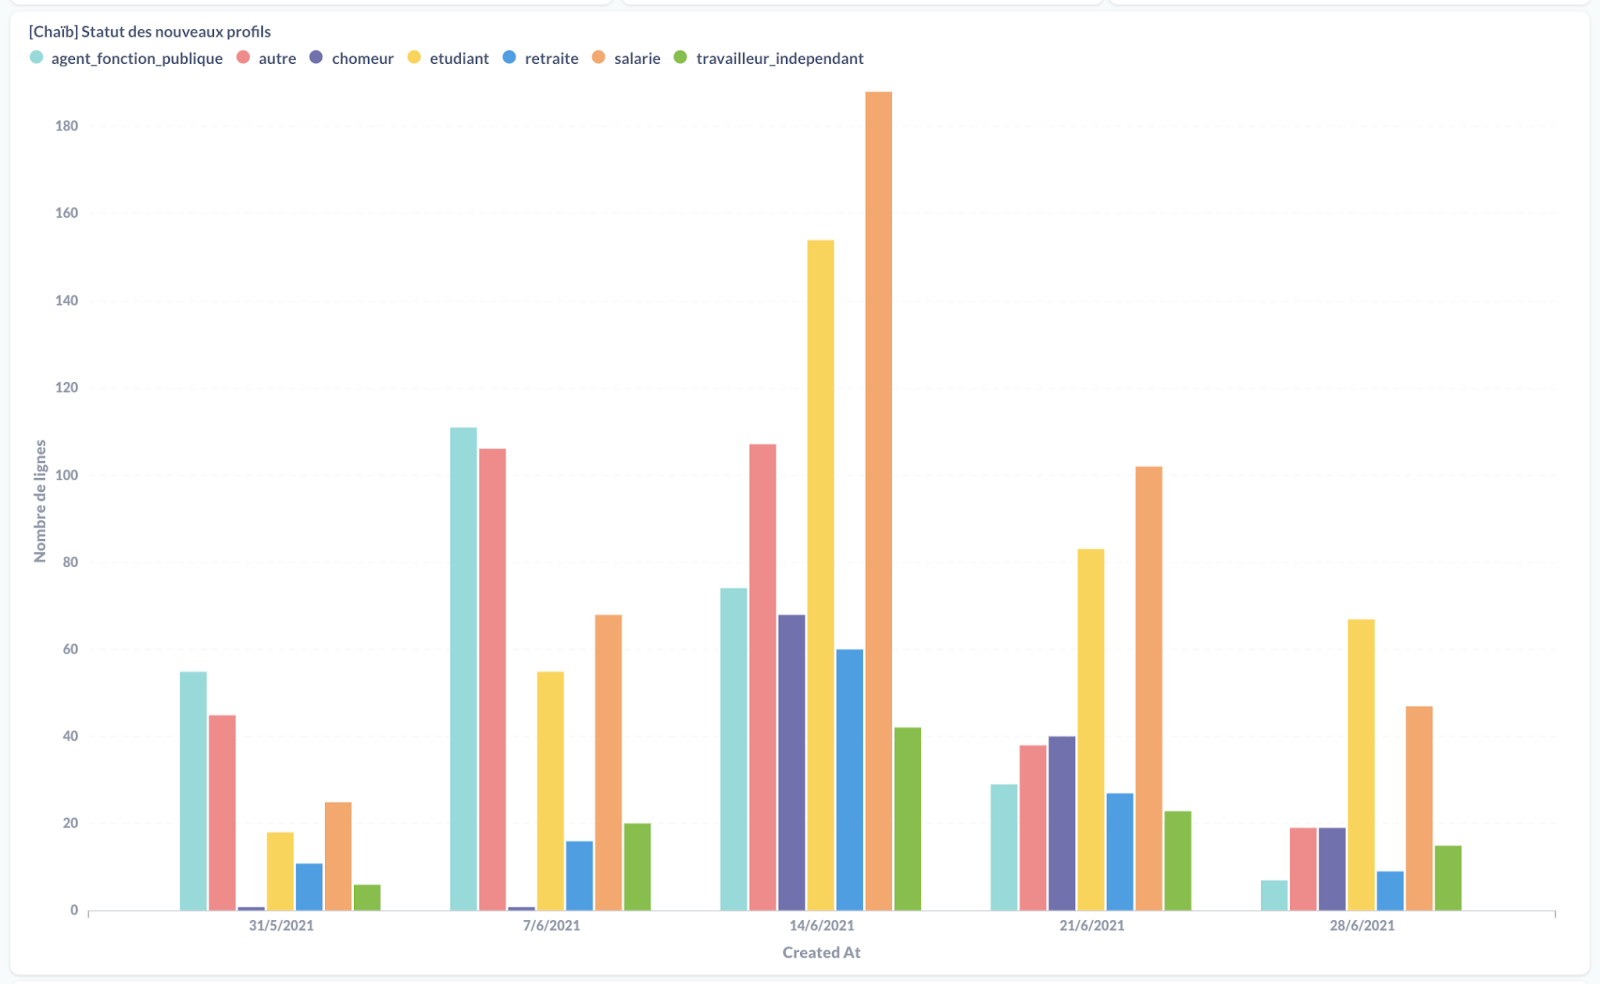 [Chaïb] Statut des nouveaux profils
agent_fonction_publique autre chomeur etudiant retraite salarie travailleur_independant
180
160
140
120
100
80
60
40
20
0
Nombre de lignes
31/5/2021 7/6/2021 14/6/2021 21/6/2021 28/6/2021
Created At